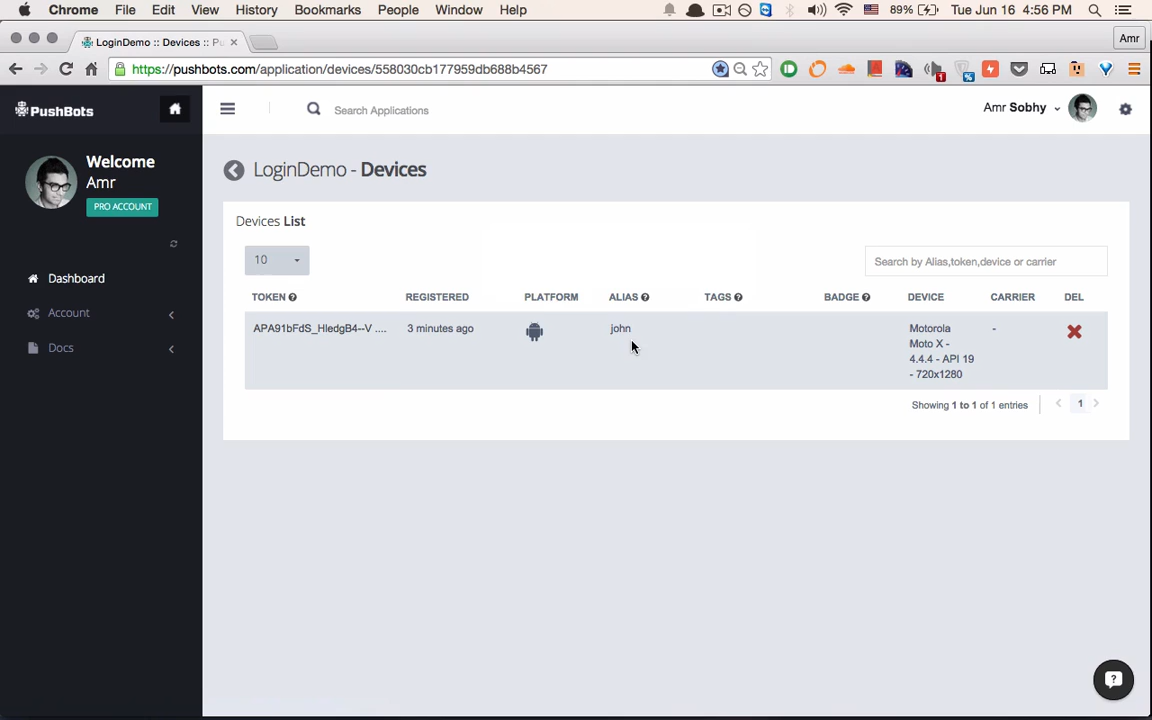 Chrome File Edit View History Bookmarks People Window Help 89% Tue Jun 16 4:56 PM
LoginDemo :: Devices :: Pu
Amr
https://pushbots.com/application/devices/558030cb177959db688b4567
1
%
PushBots
Search Applications
Amr Sobhy
Welcome
Amr
PRO ACCOUNT
Dashboard
Account
Docs
LoginDemo - Devices
Devices List
10
Search by Alias,token,device or carrier
TOKEN REGISTERED PLATFORM ALIAS TAGS BADGE DEVICE CARRIER DEL
APA91bFdS_HledgB4--V .... 3 minutes ago john Motorola -
Moto X -
4.4.4 - API 19
- 720x1280
Showing 1 to 1 of 1 entries 1